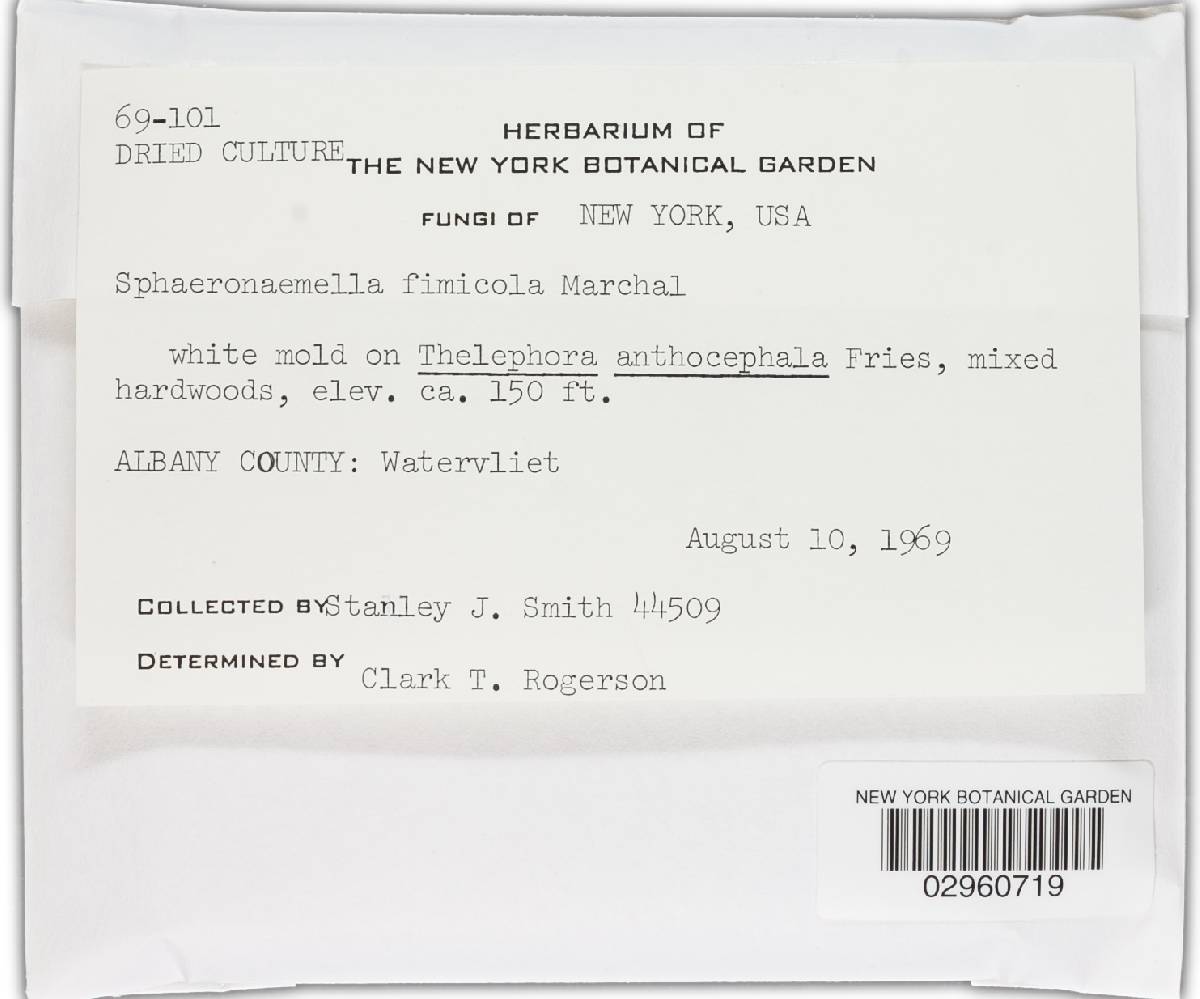 69-101
DRIED CULTURE
HERBARIUM OF
THE NEW YORK BOTANICAL GARDEN
FUNGI OF NEW YORK, USA
Sphaeronaemella fimicola Marchal
white mold on Thelephora anthocephala Fries, mixed
hardwoods, elev. ca. 150 ft.
ALBANY COUNTY: Watervliet
August 10, 1969
COLLECTED BY Stanley J. Smith 44509
DETERMINED BY Clark T. Rogerson
NEW YORK BOTANICAL GARDEN
02960719